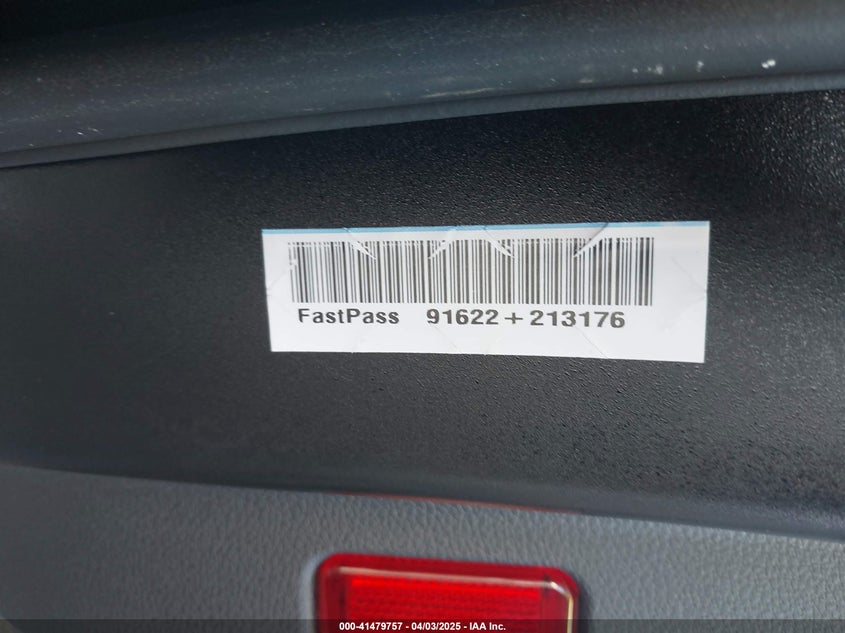 FastPass 91622+213176
000-41479757 | 04/03/2025 - IAA Inc.